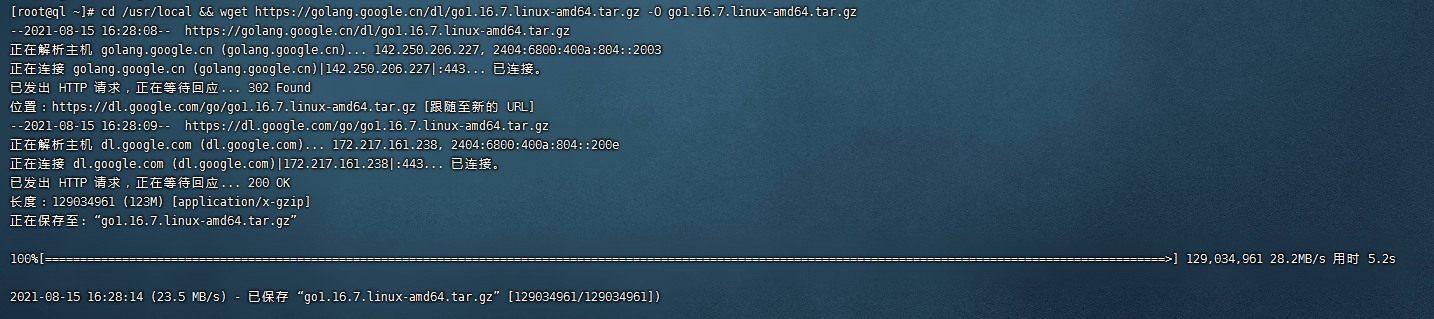 [root@ql ~]# cd /usr/local && wget https://golang.google.cn/dl/go1.16.7.linux-amd64.tar.gz -O go1.16.7.linux-amd64.tar.gz
--2021-08-15 16:28:08--  https://golang.google.cn/dl/go1.16.7.linux-amd64.tar.gz
正在解析主机 golang.google.cn (golang.google.cn)... 142.250.206.227, 2404:6800:400a:804::2003
正在连接 golang.google.cn (golang.google.cn)|142.250.206.227|:443... 已连接。
已发出 HTTP 请求，正在等待回应... 302 Found
位置：https://dl.google.com/go/go1.16.7.linux-amd64.tar.gz [跟随至新的 URL]
--2021-08-15 16:28:09--  https://dl.google.com/go/go1.16.7.linux-amd64.tar.gz
正在解析主机 dl.google.com (dl.google.com)... 172.217.161.238, 2404:6800:400a:804::200e
正在连接 dl.google.com (dl.google.com)|172.217.161.238|:443... 已连接。
已发出 HTTP 请求，正在等待回应... 200 OK
长度：129034961 (123M) [application/x-gzip]
正在保存至: “go1.16.7.linux-amd64.tar.gz”
100%[================================================================================================================================================================>] 129,034,961 28.2MB/s 用时 5.2s
2021-08-15 16:28:14 (23.5 MB/s) - 已保存 “go1.16.7.linux-amd64.tar.gz” [129034961/129034961])